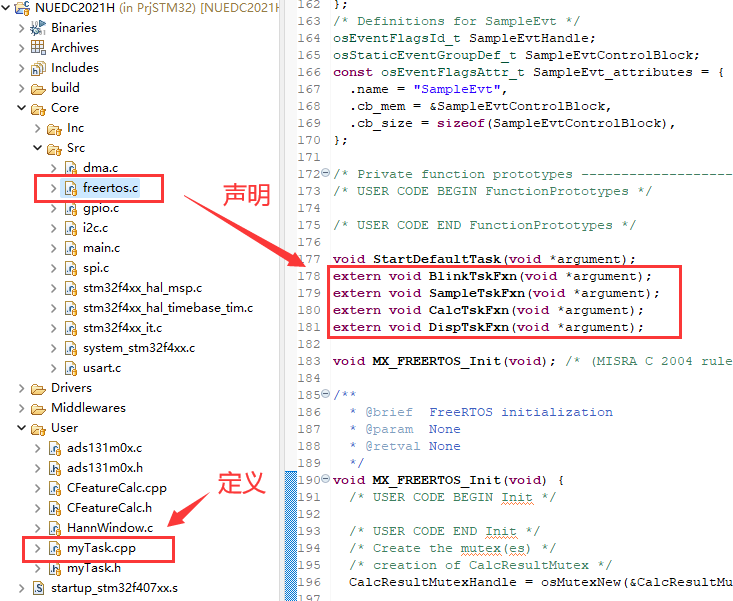 NUEDC2021H (in PrjSTM32) [NUEDC2021H
Binaries
Archives
Includes
build
Core
Inc
Src
dma.c
freertos.c
gpio.c
i2c.c
main.c
spi.c
stm32f4xx_hal_msp.c
stm32f4xx_hal_timebase_tim.c
stm32f4xx_it.c
system_stm32f4xx.c
usart.c
Drivers
Middlewares
User
ads131m0x.c
ads131m0x.h
CFeatureCalc.cpp
CFeatureCalc.h
HannWindow.c
myTask.cpp
myTask.h
startup_stm32f407xx.s
声明
定义
162 };
163 /* Definitions for SampleEvt */
164 osEventFlagsId_t SampleEvtHandle;
165 osStaticEventGroupDef_t SampleEvtControlBlock;
166 const osEventFlagsAttr_t SampleEvt_attributes = {
167 .name = "SampleEvt",
168 .cb_mem = &SampleEvtControlBlock,
169 .cb_size = sizeof(SampleEvtControlBlock),
170 };
171
172 /* Private function prototypes -------------------
173 /* USER CODE BEGIN FunctionPrototypes */
174
175 /* USER CODE END FunctionPrototypes */
176
177 void StartDefaultTask(void *argument);
178 extern void BlinkTskFxn(void *argument);
179 extern void SampleTskFxn(void *argument);
180 extern void CalcTskFxn(void *argument);
181 extern void DispTskFxn(void *argument);
182
183 void MX_FREERTOS_Init(void); /* (MISRA C 2004 rule
184
185 /**
186 * @brief FreeRTOS initialization
187 * @param None
188 * @retval None
189 */
190 void MX_FREERTOS_Init(void) {
191 /* USER CODE BEGIN Init */
192
193 /* USER CODE END Init */
194 /* Create the mutex(es) */
195 /* creation of CalcResultMutex */
196 CalcResultMutexHandle = osMutexNew(&CalcResultMu
197